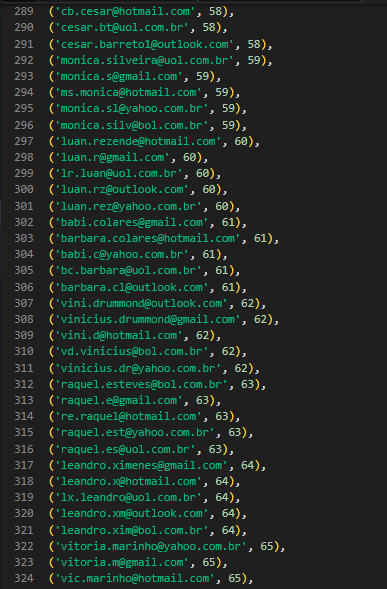 289 ('cb.cesar@hotmail.com', 58),
290 ('cesar.bt@uol.com.br', 58),
291 ('cesar.barreto1@outlook.com', 58),
292 ('monica.silveira@uol.com.br', 59),
293 ('monica.s@gmail.com', 59),
294 ('ms.monica@hotmail.com', 59),
295 ('monica.sl@yahoo.com.br', 59),
296 ('monica.silv@bol.com.br', 59),
297 ('luan.rezende@hotmail.com', 60),
298 ('luan.r@gmail.com', 60),
299 ('lr.luan@uol.com.br', 60),
300 ('luan.rz@outlook.com', 60),
301 ('luan.rez@yahoo.com.br', 60),
302 ('babi.colares@gmail.com', 61),
303 ('barbara.colares@hotmail.com', 61),
304 ('babi.c@yahoo.com.br', 61),
305 ('bc.barbara@uol.com.br', 61),
306 ('barbara.cl@outlook.com', 61),
307 ('vini.drummond@outlook.com', 62),
308 ('vinicius.drummond@gmail.com', 62),
309 ('vini.d@hotmail.com', 62),
310 ('vd.vinicius@bol.com.br', 62),
311 ('vinicius.dr@yahoo.com.br', 62),
312 ('raquel.esteves@bol.com.br', 63),
313 ('raquel.e@gmail.com', 63),
314 ('re.raquel@hotmail.com', 63),
315 ('raquel.est@yahoo.com.br', 63),
316 ('raquel.es@uol.com.br', 63),
317 ('leandro.ximenes@gmail.com', 64),
318 ('leandro.x@hotmail.com', 64),
319 ('lx.leandro@uol.com.br', 64),
320 ('leandro.xm@outlook.com', 64),
321 ('leandro.xim@bol.com.br', 64),
322 ('vitoria.marinho@yahoo.com.br', 65),
323 ('vitoria.m@gmail.com', 65),
324 ('vic.marinho@hotmail.com', 65),